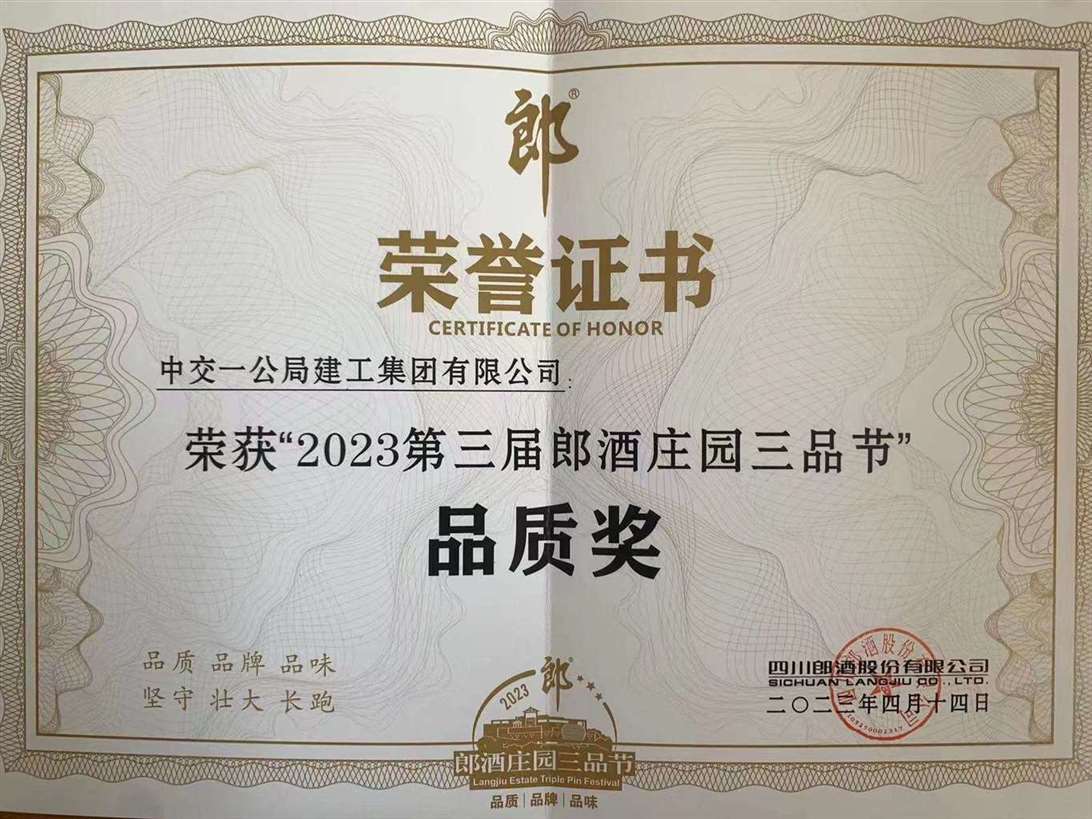 郎®
荣誉证书
CERTIFICATE OF HONOR
中交一公局建工集团有限公司:
荣获“2023第三届郎酒庄园三品节”
品质奖
品质 品牌 品味
坚守 壮大 长跑
四川郎酒股份有限公司
SICHUAN LANGJIU CO.,LTD.
二〇二三年四月十四日
2023
郎
郎酒庄园三品节
Langjiu Estate Triple Pin Festival
品质|品牌|品味